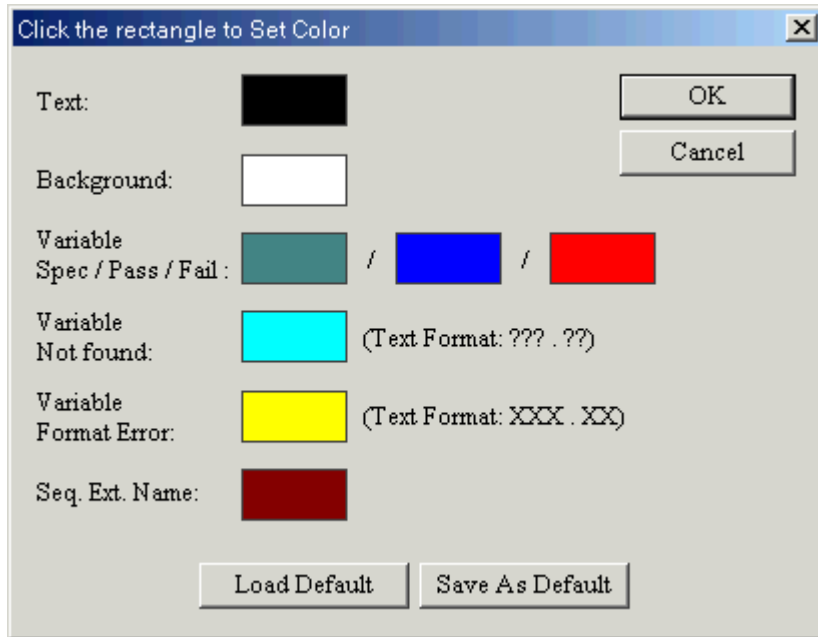 Click the rectangle to Set Color
Text:
OK
Cancel
Background:
Variable
Spec / Pass / Fail : / /
Variable
Not found: (Text Format: ??? . ??)
Variable
Format Error: (Text Format: XXX . XX)
Seq. Ext. Name:
Load Default Save As Default